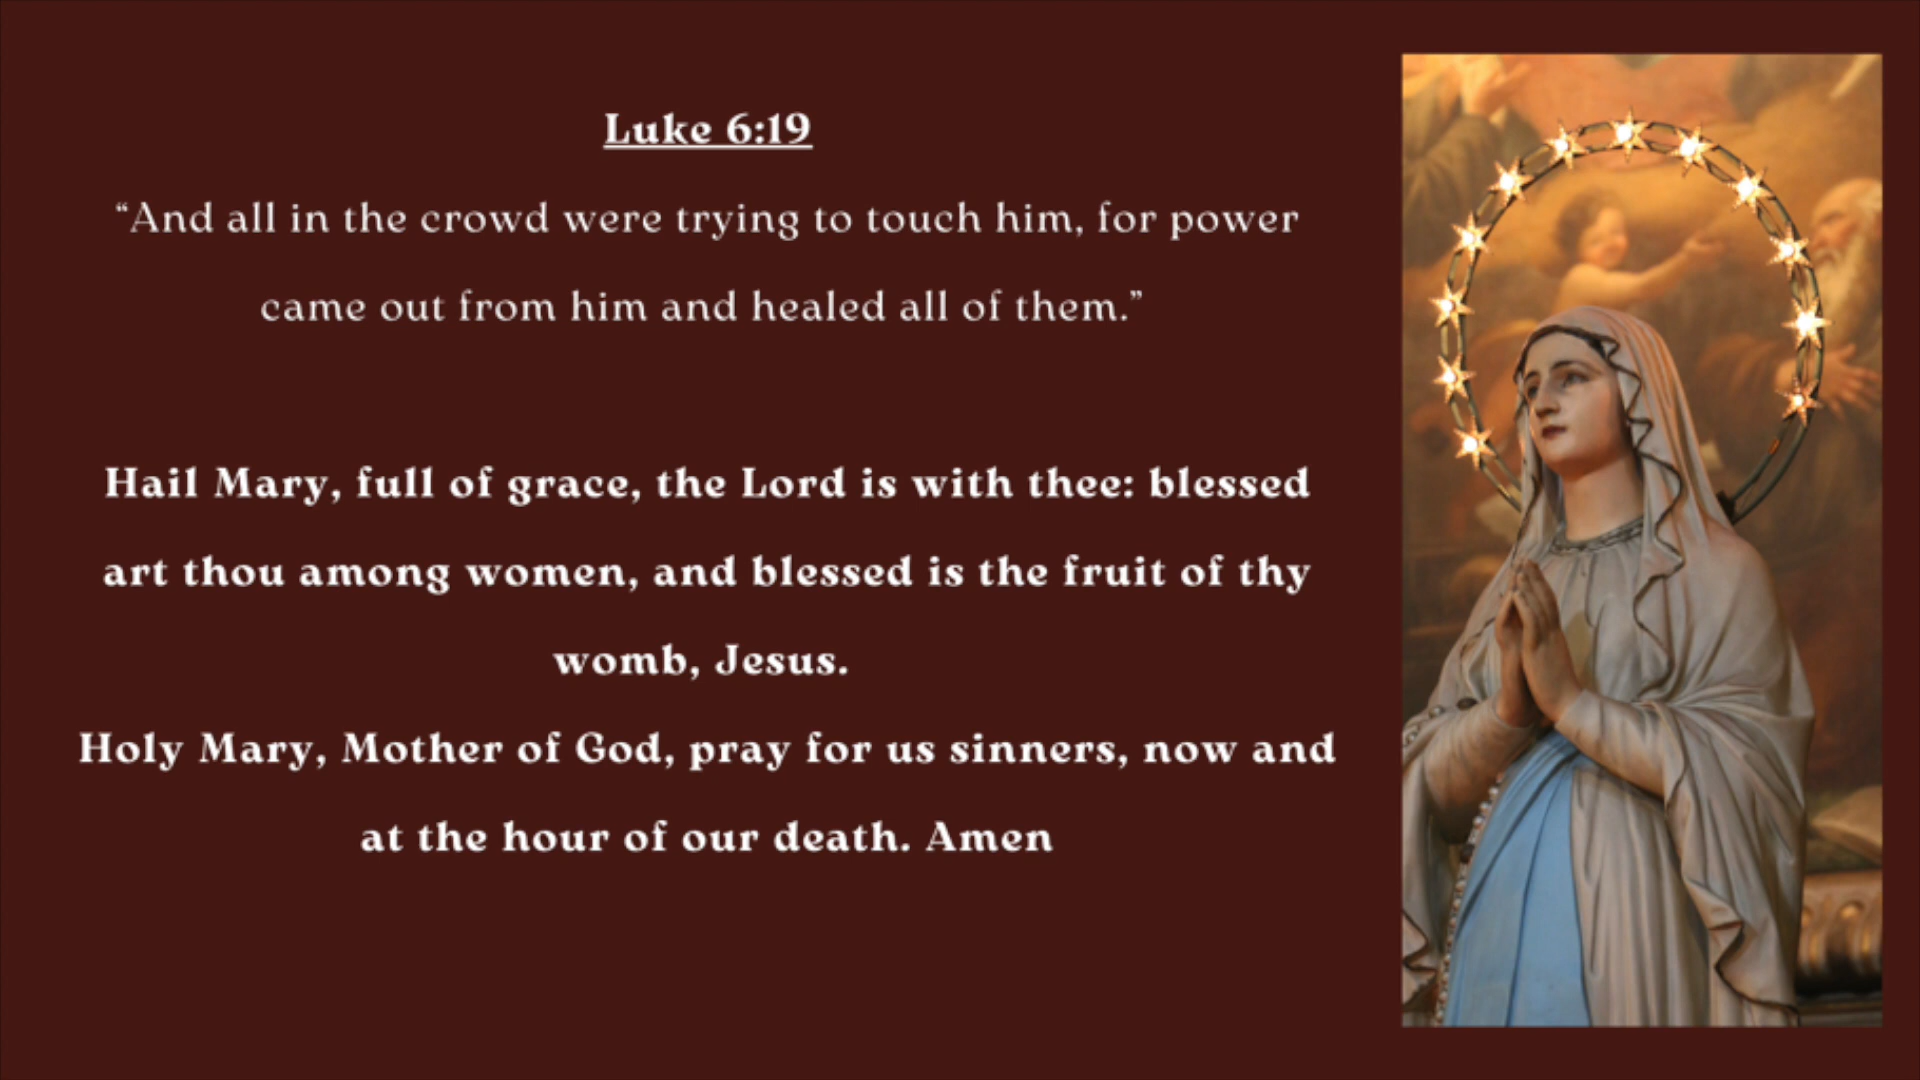 Luke 6:19
“And all in the crowd were trying to touch him, for power
came out from him and healed all of them.”
Hail Mary, full of grace, the Lord is with thee: blessed
art thou among women, and blessed is the fruit of thy
womb, Jesus.
Holy Mary, Mother of God, pray for us sinners, now and
at the hour of our death. Amen